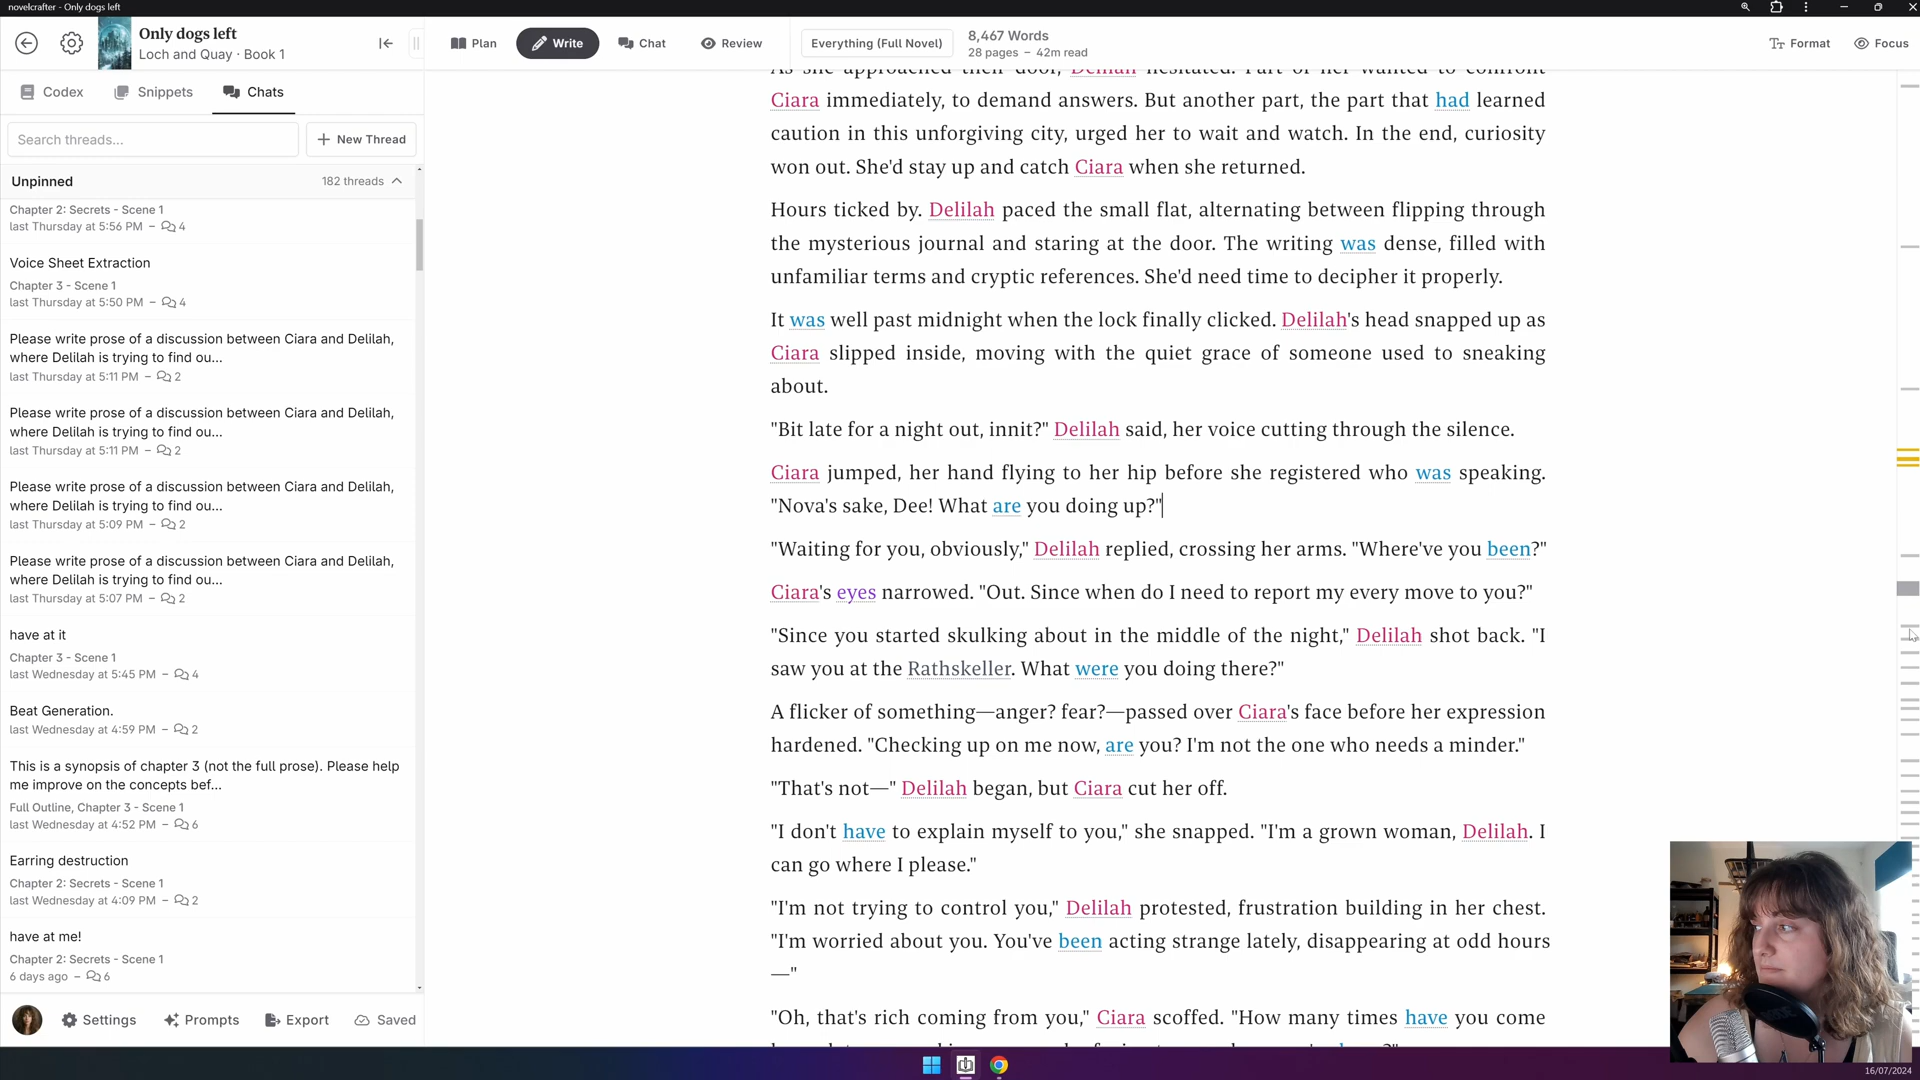 novelcrafter - Only dogs left
Only dogs left
Loch and Quay · Book 1
Plan
Write
Chat
Review
Everything (Full Novel)
8,467 Words
28 pages – 42m read
Format
Focus
Codex
Snippets
Chats
Search threads...
New Thread
Unpinned
182 threads
Chapter 2: Secrets - Scene 1
last Thursday at 5:56 PM – 4
Voice Sheet Extraction
Chapter 3 - Scene 1
last Thursday at 5:50 PM – 4
Please write prose of a discussion between Ciara and Delilah,
where Delilah is trying to find ou...
last Thursday at 5:11 PM – 2
Please write prose of a discussion between Ciara and Delilah,
where Delilah is trying to find ou...
last Thursday at 5:11 PM – 2
Please write prose of a discussion between Ciara and Delilah,
where Delilah is trying to find ou...
last Thursday at 5:09 PM – 2
Please write prose of a discussion between Ciara and Delilah,
where Delilah is trying to find ou...
last Thursday at 5:07 PM – 2
have at it
Chapter 3 - Scene 1
last Wednesday at 5:45 PM – 4
Beat Generation.
last Wednesday at 4:59 PM – 2
This is a synopsis of chapter 3 (not the full prose). Please help
me improve on the concepts bef...
Full Outline, Chapter 3 - Scene 1
last Wednesday at 4:52 PM – 6
Earring destruction
Chapter 2: Secrets - Scene 1
last Wednesday at 4:09 PM – 2
have at me!
Chapter 2: Secrets - Scene 1
6 days ago – 6
Settings
Prompts
Export
Saved
As she approached their door, Delilah hesitated. Part of her wanted to confront
Ciara immediately, to demand answers. But another part, the part that had learned
caution in this unforgiving city, urged her to wait and watch. In the end, curiosity
won out. She'd stay up and catch Ciara when she returned.
Hours ticked by. Delilah paced the small flat, alternating between flipping through
the mysterious journal and staring at the door. The writing was dense, filled with
unfamiliar terms and cryptic references. She'd need time to decipher it properly.
It was well past midnight when the lock finally clicked. Delilah's head snapped up as
Ciara slipped inside, moving with the quiet grace of someone used to sneaking
about.
"Bit late for a night out, innit?" Delilah said, her voice cutting through the silence.
Ciara jumped, her hand flying to her hip before she registered who was speaking.
"Nova's sake, Dee! What are you doing up?"
"Waiting for you, obviously," Delilah replied, crossing her arms. "Where've you been?"
Ciara's eyes narrowed. "Out. Since when do I need to report my every move to you?"
"Since you started skulking about in the middle of the night," Delilah shot back. "I
saw you at the Rathskeller. What were you doing there?"
A flicker of something—anger? fear?—passed over Ciara's face before her expression
hardened. "Checking up on me now, are you? I'm not the one who needs a minder."
"That's not—" Delilah began, but Ciara cut her off.
"I don't have to explain myself to you," she snapped. "I'm a grown woman, Delilah. I
can go where I please."
"I'm not trying to control you," Delilah protested, frustration building in her chest.
"I'm worried about you. You've been acting strange lately, disappearing at odd hours
—"
"Oh, that's rich coming from you," Ciara scoffed. "How many times have you come
16/07/2024